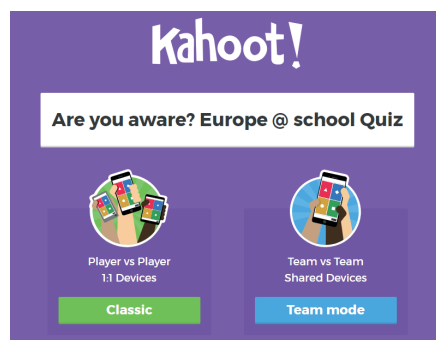 Kahoot!
Are you aware? Europe @ school Quiz
Player vs Player
1:1 Devices
Classic
Team vs Team
Shared Devices
Team mode